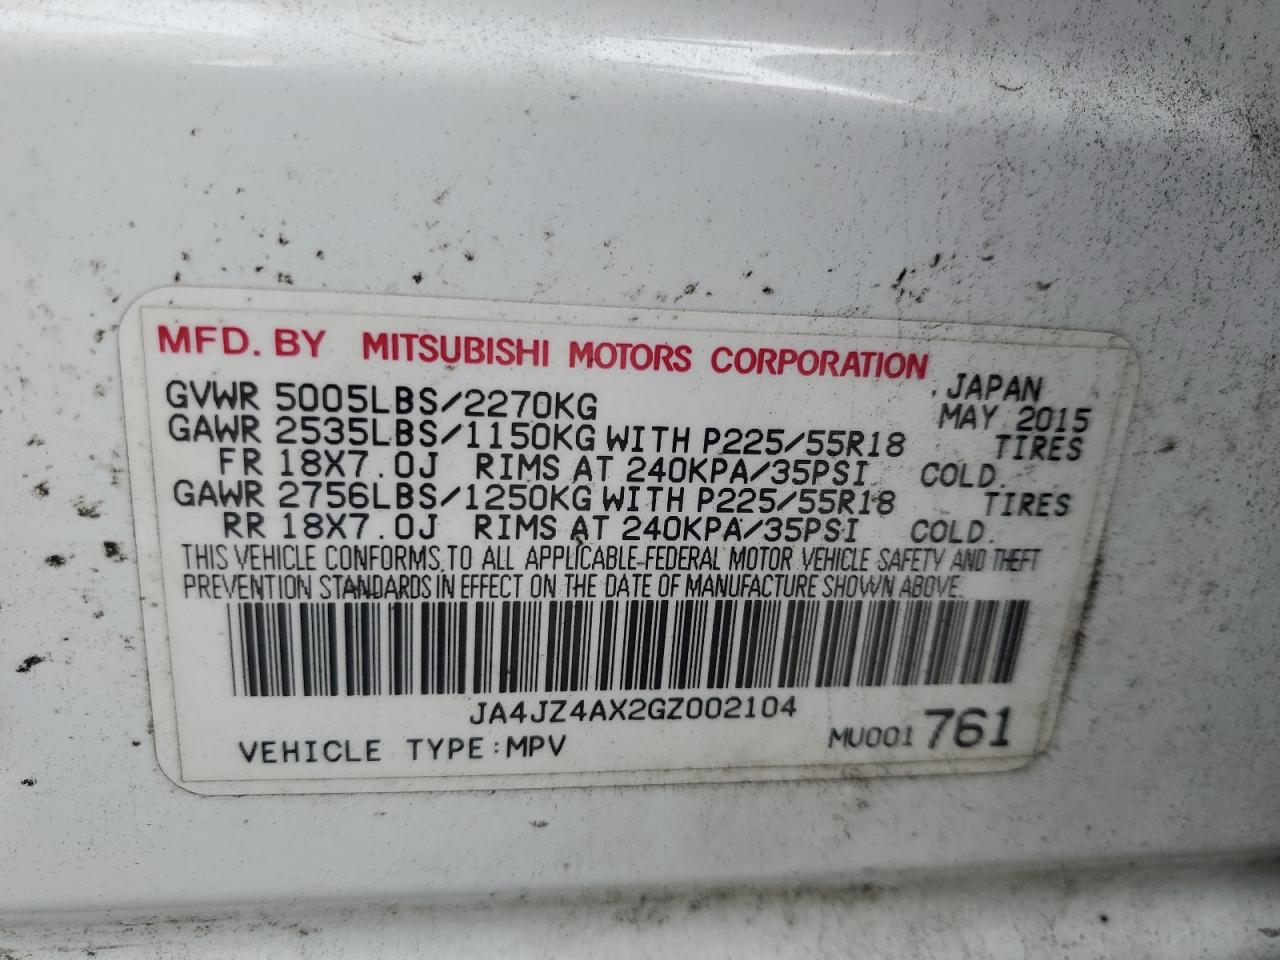 MFD. BY MITSUBISHI MOTORS CORPORATION
JAPAN
GVWR 5005LBS/2270KG MAY 2015
GAWR 2535LBS/1150KG WITH P225/55R18 TIRES
FR 18X7.0J RIMS AT 240KPA/35PSI COLD.
GAWR 2756LBS/1250KG WITH P225/55R18 TIRES
RR 18X7.0J RIMS AT 240KPA/35PSI COLD.
THIS VEHICLE CONFORMS TO ALL APPLICABLE FEDERAL MOTOR VEHICLE SAFETY AND THEFT
PREVENTION STANDARDS IN EFFECT ON THE DATE OF MANUFACTURE SHOWN ABOVE.
JA4JZ4AX2GZ002104
VEHICLE TYPE:MPV MU001 761